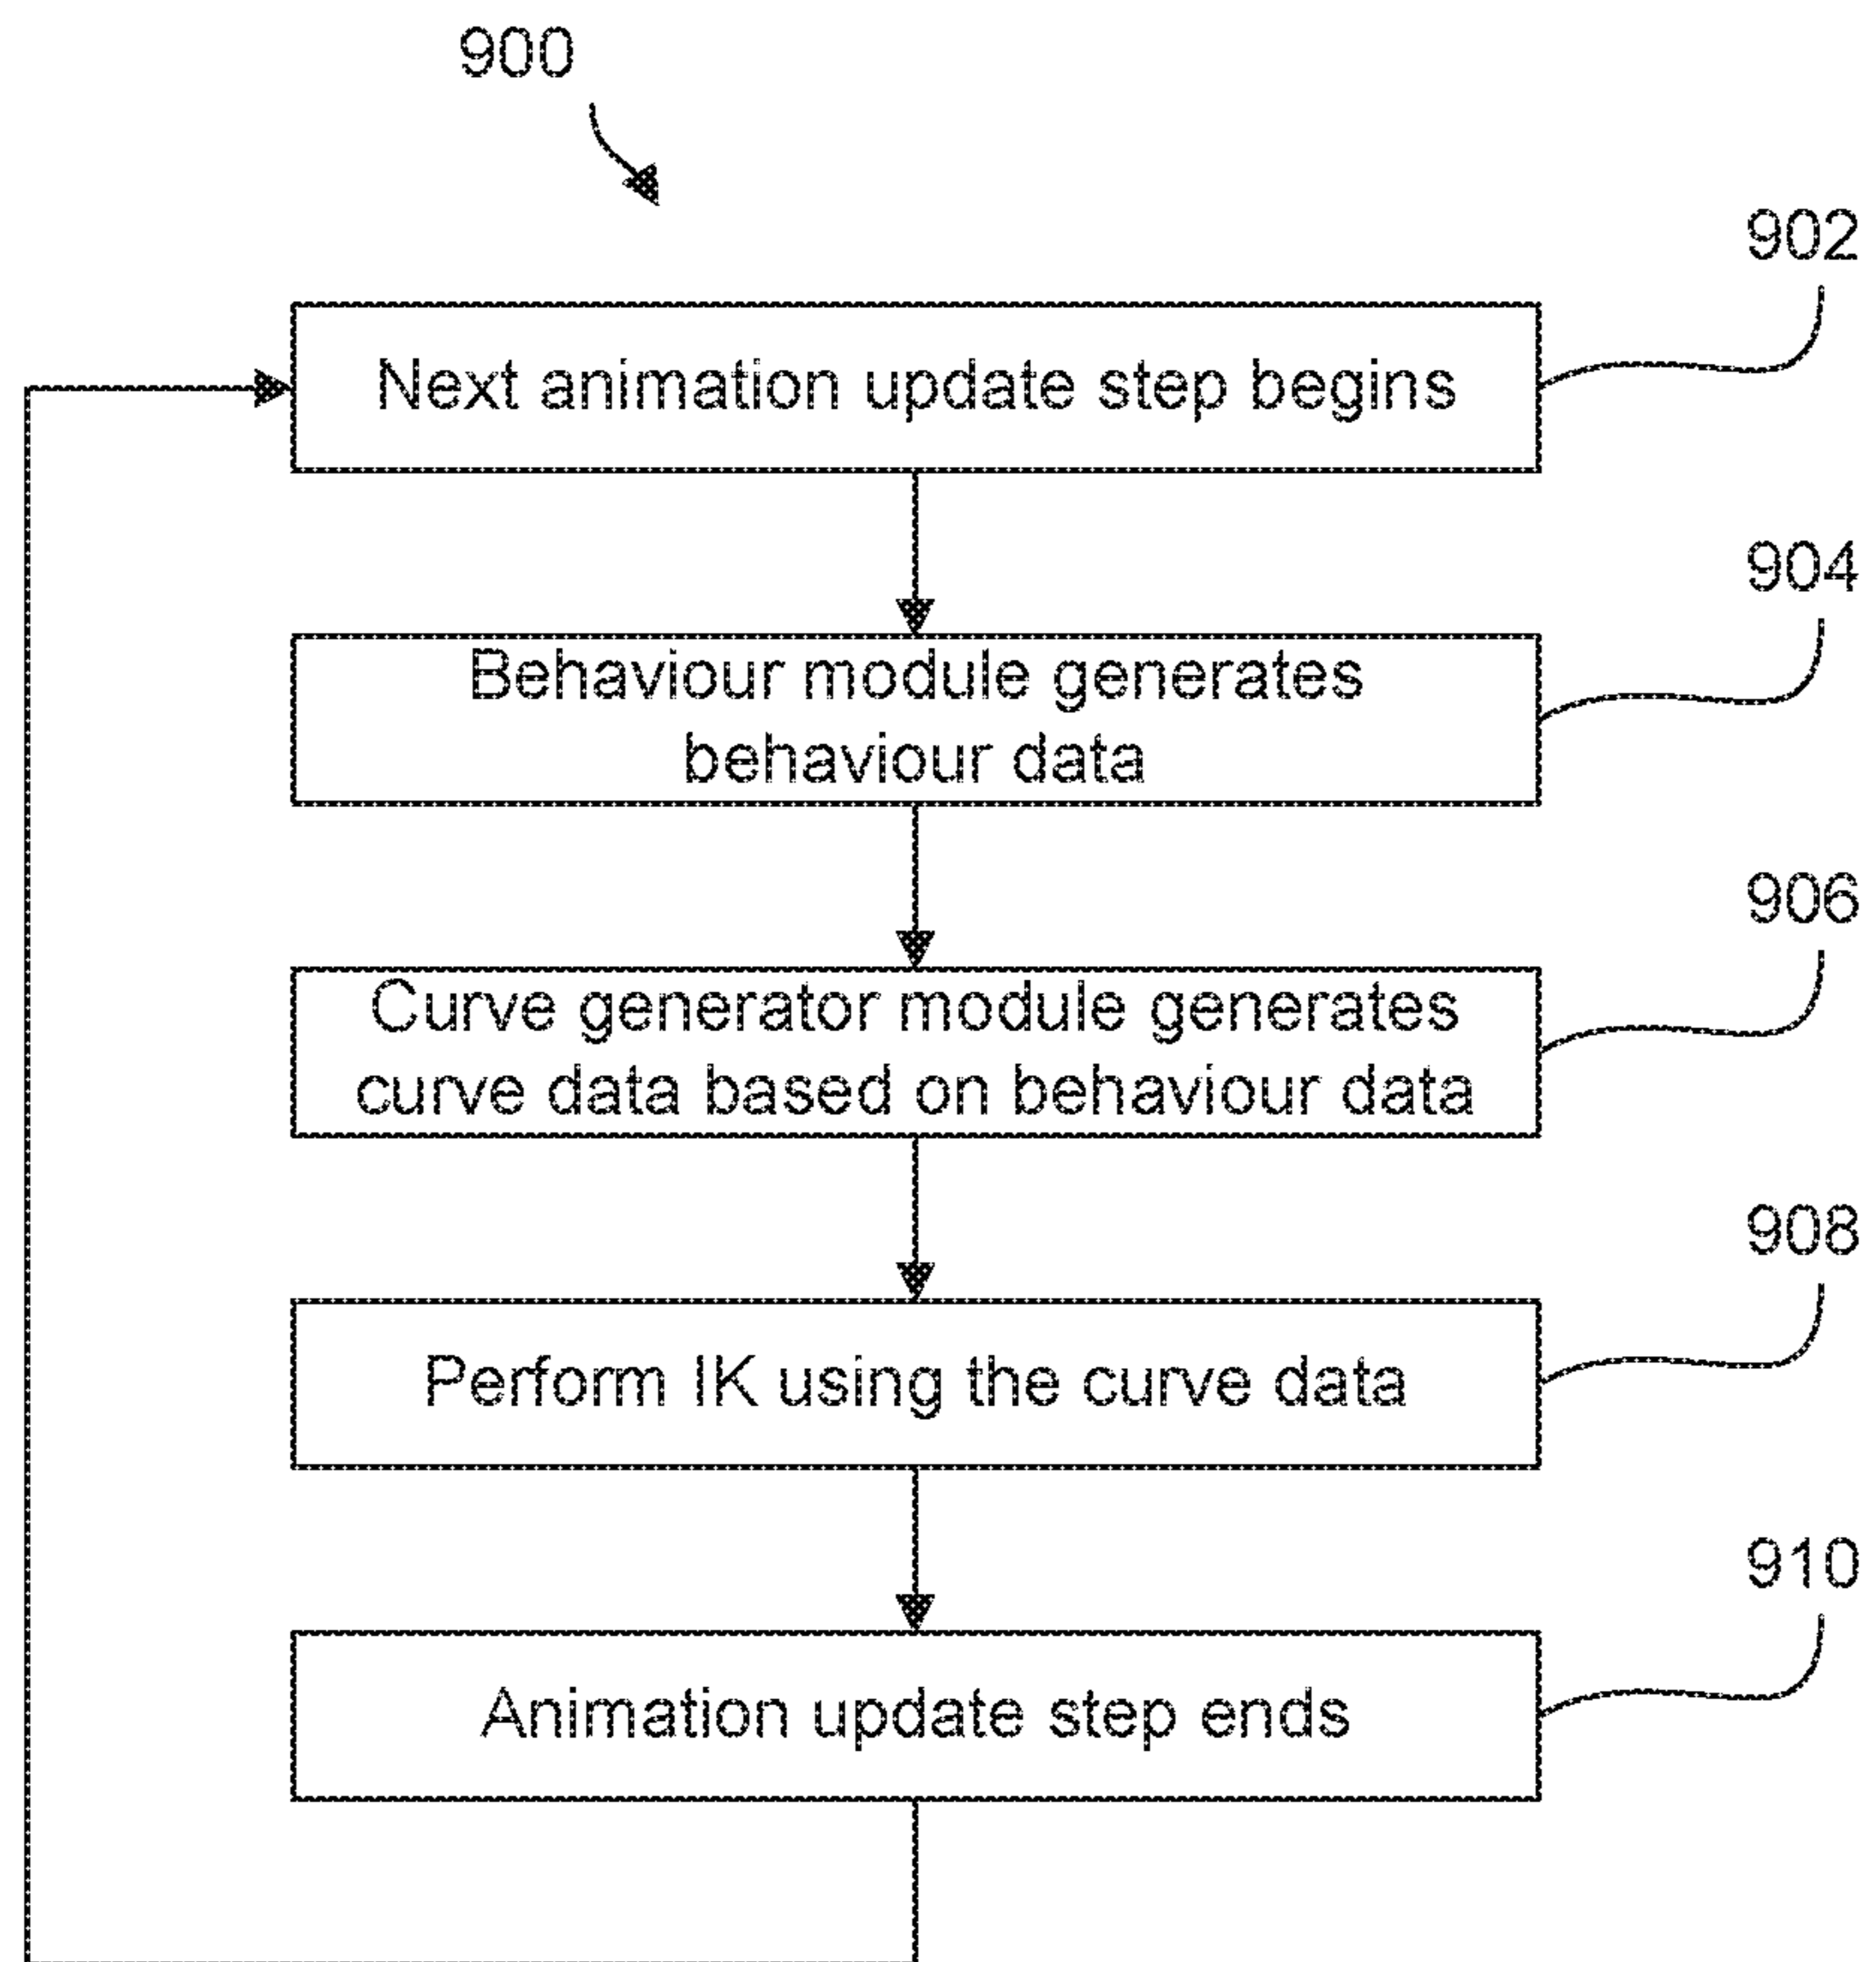 900
902
Next animation update step begins
904
Behaviour module generates
behaviour data
906
Curve generator module generates
curve data based on behaviour data
908
Perform IK using the curve data
910
Animation update step ends